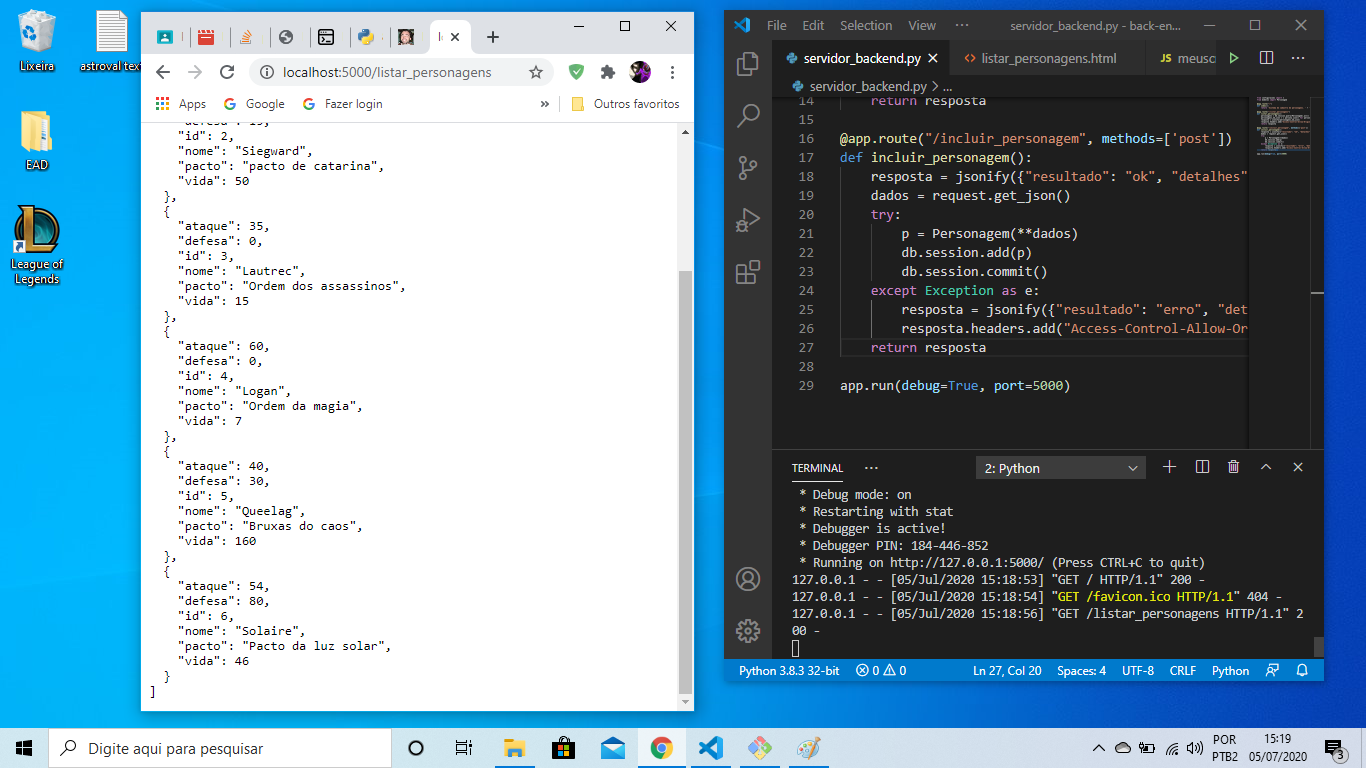 Lixeira
astroval text
EAD
League of
Legends
localhost:5000/listar_personagens
Apps
Google
Fazer login
»
Outros favoritos
"id": 2,
"nome": "Siegward",
"pacto": "pacto de catarina",
"vida": 50
},
{
"ataque": 35,
"defesa": 0,
"id": 3,
"nome": "Lautrec",
"pacto": "Ordem dos assassinos",
"vida": 15
},
{
"ataque": 60,
"defesa": 0,
"id": 4,
"nome": "Logan",
"pacto": "Ordem da magia",
"vida": 7
},
{
"ataque": 40,
"defesa": 30,
"id": 5,
"nome": "Queelag",
"pacto": "Bruxas do caos",
"vida": 160
},
{
"ataque": 54,
"defesa": 80,
"id": 6,
"nome": "Solaire",
"pacto": "Pacto da luz solar",
"vida": 46
}
]
File Edit Selection View ··· servidor_backend.py - back-en...
servidor_backend.py
listar_personagens.html
JS meusc
servidor_backend.py > ...
14 return resposta
15
16 @app.route("/incluir_personagem", methods=['post'])
17 def incluir_personagem():
18 resposta = jsonify({"resultado": "ok", "detalhes"
19 dados = request.get_json()
20 try:
21 p = Personagem(**dados)
22 db.session.add(p)
23 db.session.commit()
24 except Exception as e:
25 resposta = jsonify({"resultado": "erro", "det
26 resposta.headers.add("Access-Control-Allow-Or
27 return resposta
28
29 app.run(debug=True, port=5000)
TERMINAL ··· 2: Python
* Debug mode: on
* Restarting with stat
* Debugger is active!
* Debugger PIN: 184-446-852
* Running on http://127.0.0.1:5000/ (Press CTRL+C to quit)
127.0.0.1 - - [05/Jul/2020 15:18:53] "GET / HTTP/1.1" 200 -
127.0.0.1 - - [05/Jul/2020 15:18:54] "GET /favicon.ico HTTP/1.1" 404 -
127.0.0.1 - - [05/Jul/2020 15:18:56] "GET /listar_personagens HTTP/1.1" 2
00 -
Python 3.8.3 32-bit 0 0 Ln 27, Col 20 Spaces: 4 UTF-8 CRLF Python
Digite aqui para pesquisar
POR
PTB2
15:19
05/07/2020
3